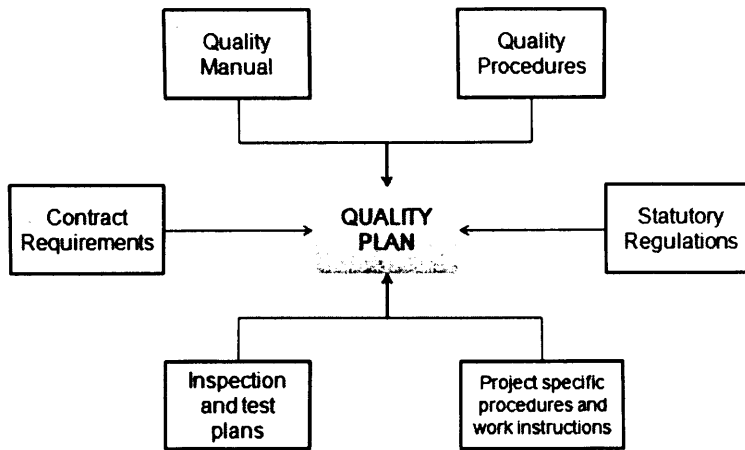 Quality
Manual
Quality
Procedures
Contract
Requirements
QUALITY
PLAN
Statutory
Regulations
Inspection
and test
plans
Project specific
procedures and
work instructions